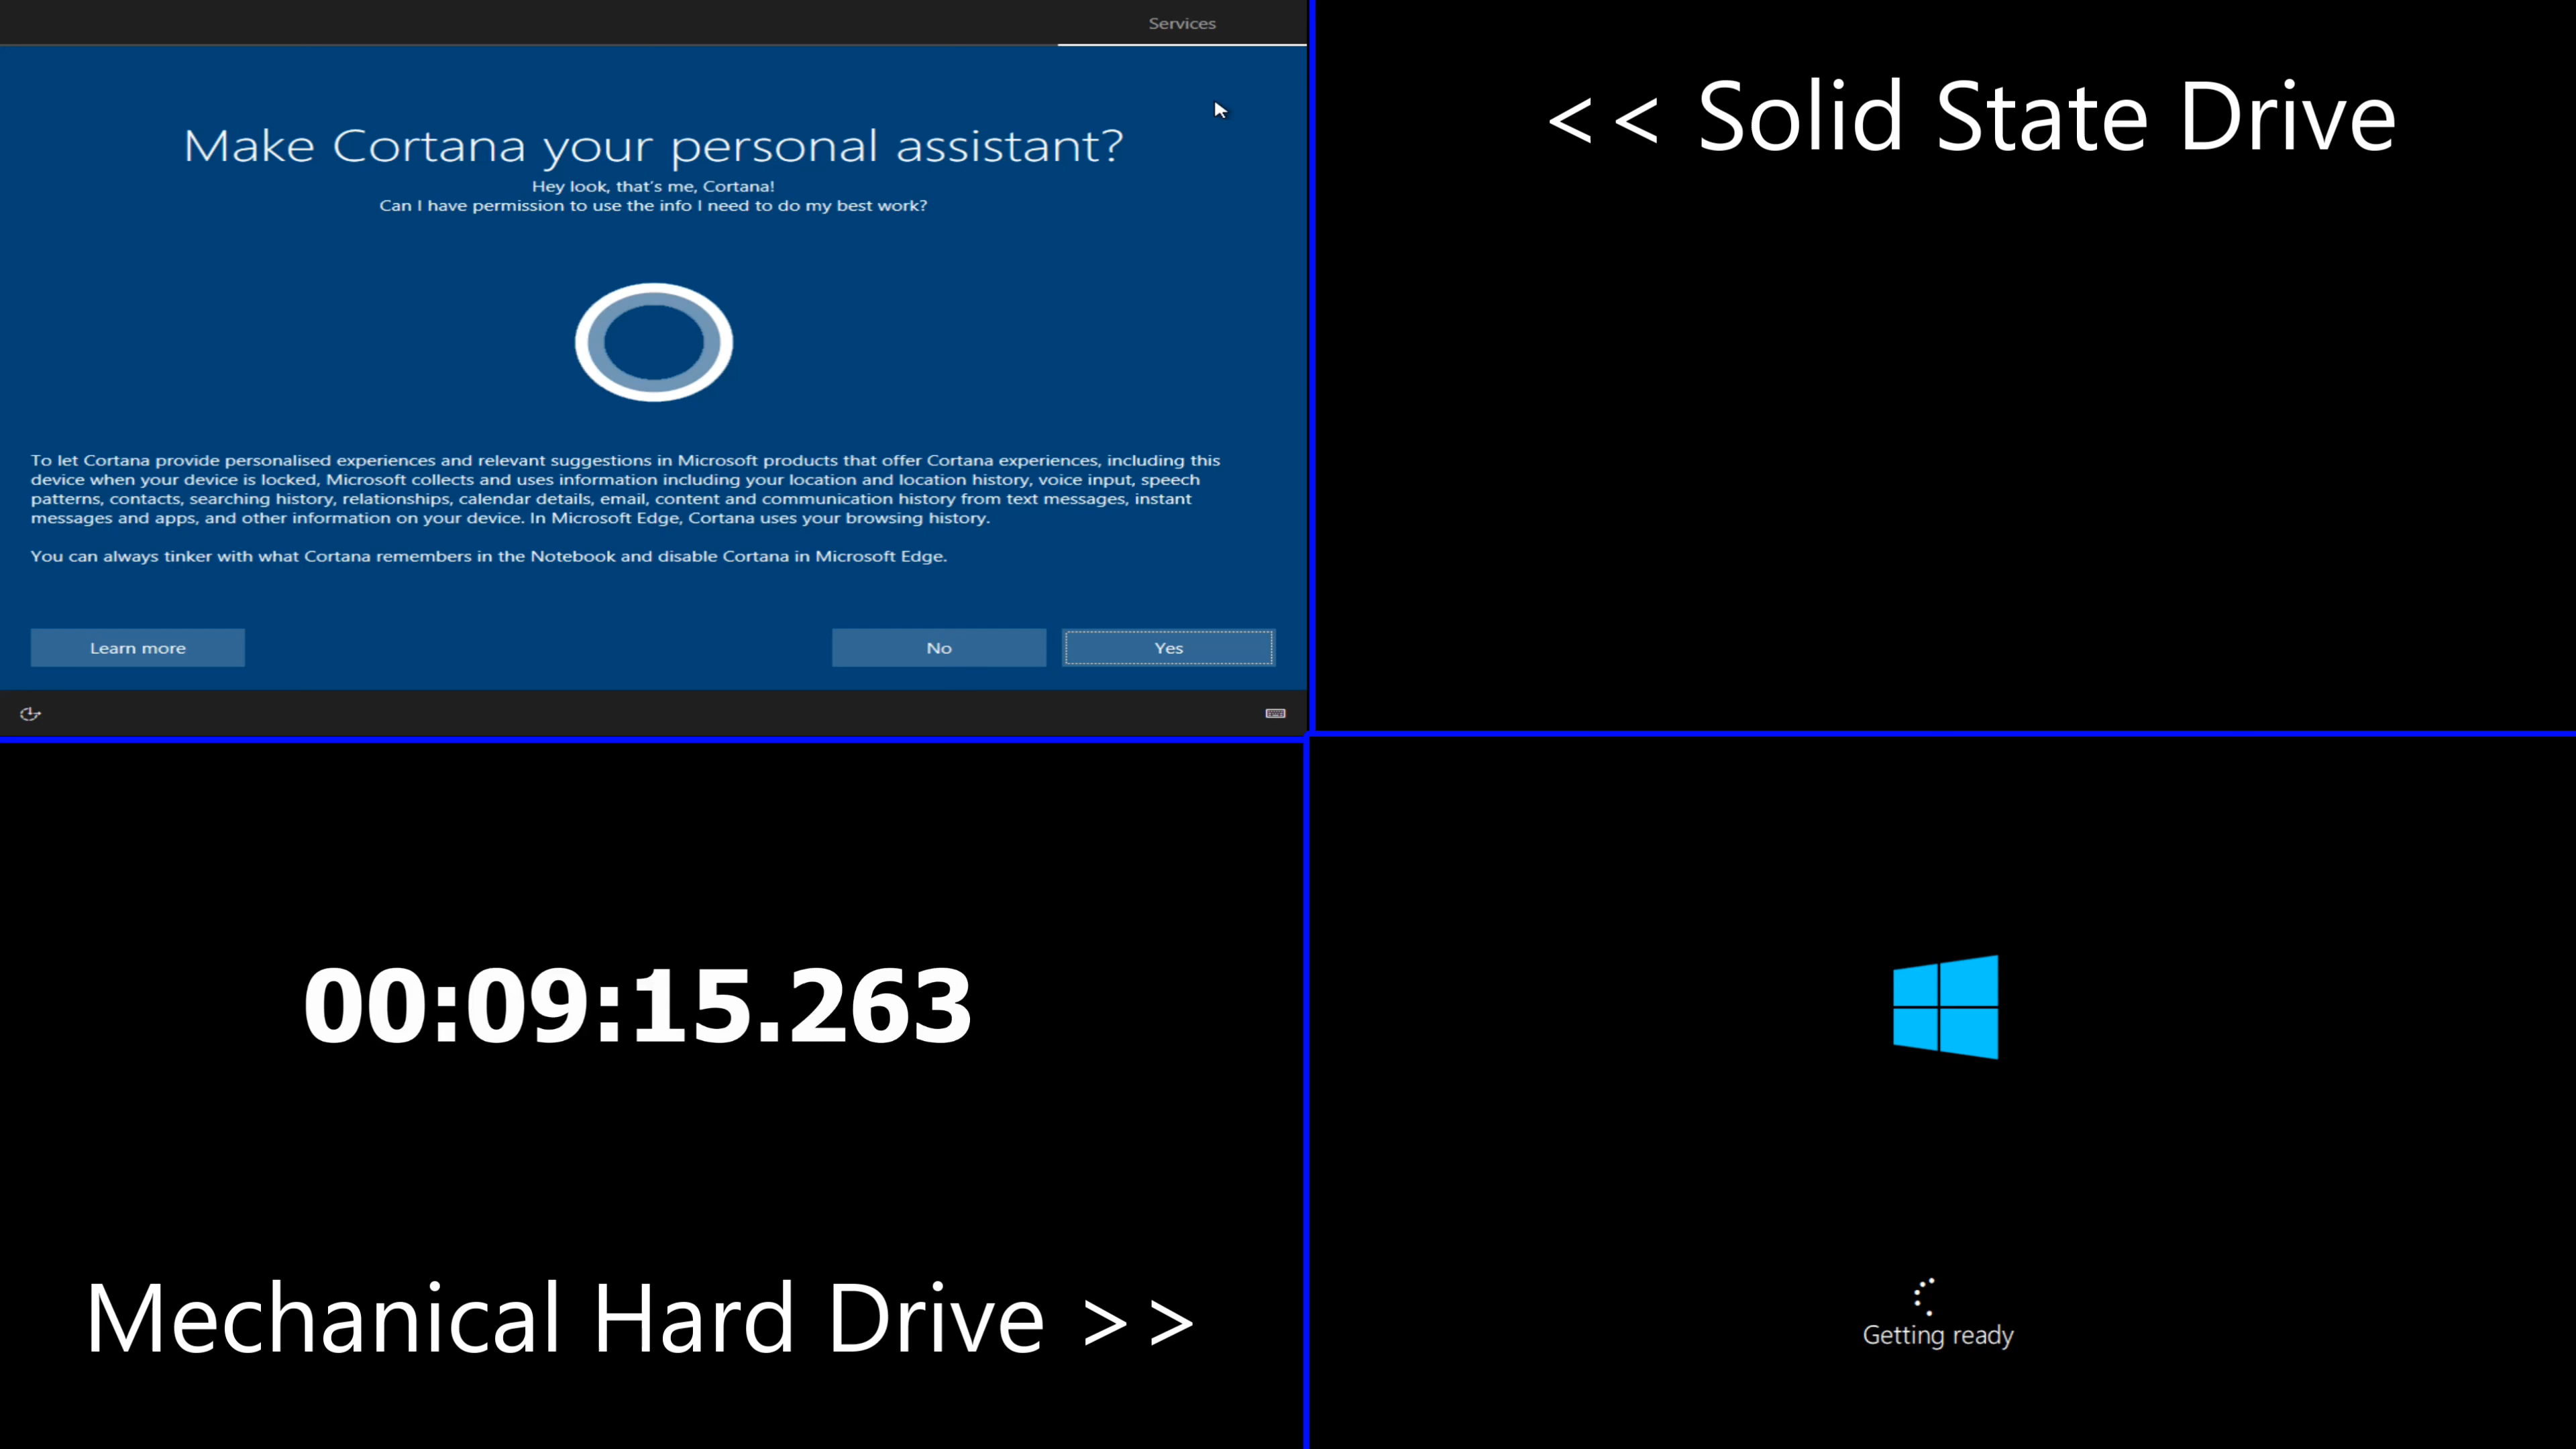 Services
<< Solid State Drive
Make Cortana your personal assistant?
Hey look, that's me, Cortana!
Can I have permission to use the info I need to do my best work?
To let Cortana provide personalised experiences and relevant suggestions in Microsoft products that offer Cortana experiences, including this
device when your device is locked, Microsoft collects and uses information including your location and location history, voice input, speech
patterns, contacts, searching history, relationships, calendar details, email, content and communication history from text messages, instant
messages and apps, and other information on your device. In Microsoft Edge, Cortana uses your browsing history.
You can always tinker with what Cortana remembers in the Notebook and disable Cortana in Microsoft Edge.
Learn more
No
Yes
00:09:15.263
Mechanical Hard Drive >>
Getting ready